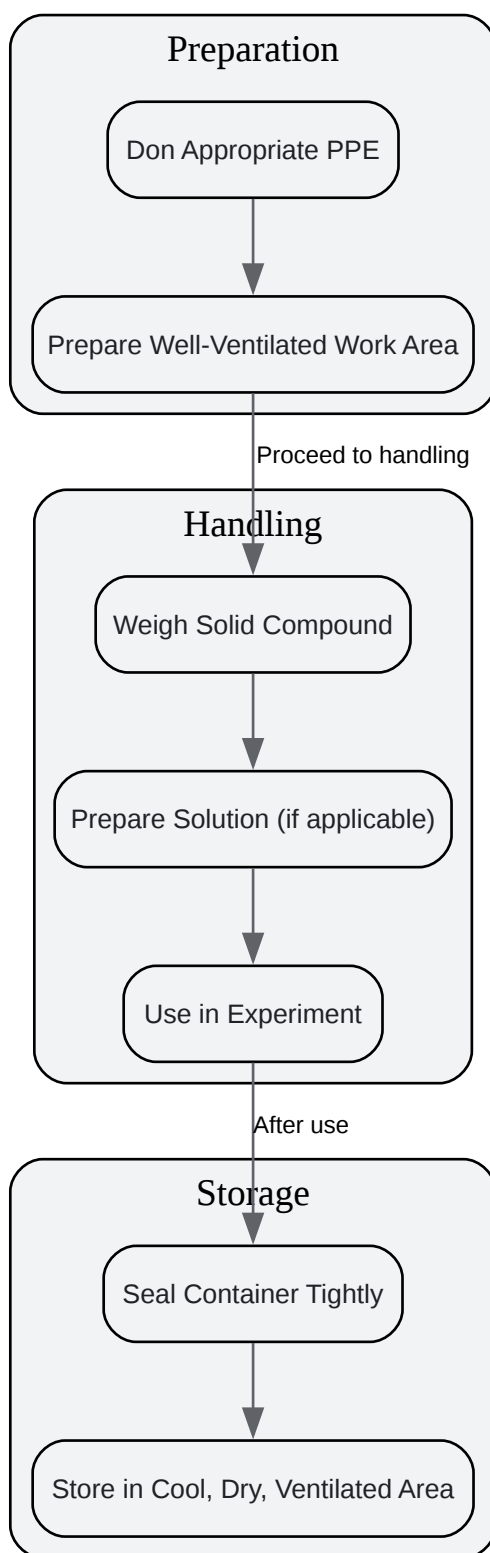 Preparation
Don Appropriate PPE
Prepare Well-Ventilated Work Area
Proceed to handling
Handling
Weigh Solid Compound
Prepare Solution (if applicable)
Use in Experiment
After use
Storage
Seal Container Tightly
Store in Cool, Dry, Ventilated Area